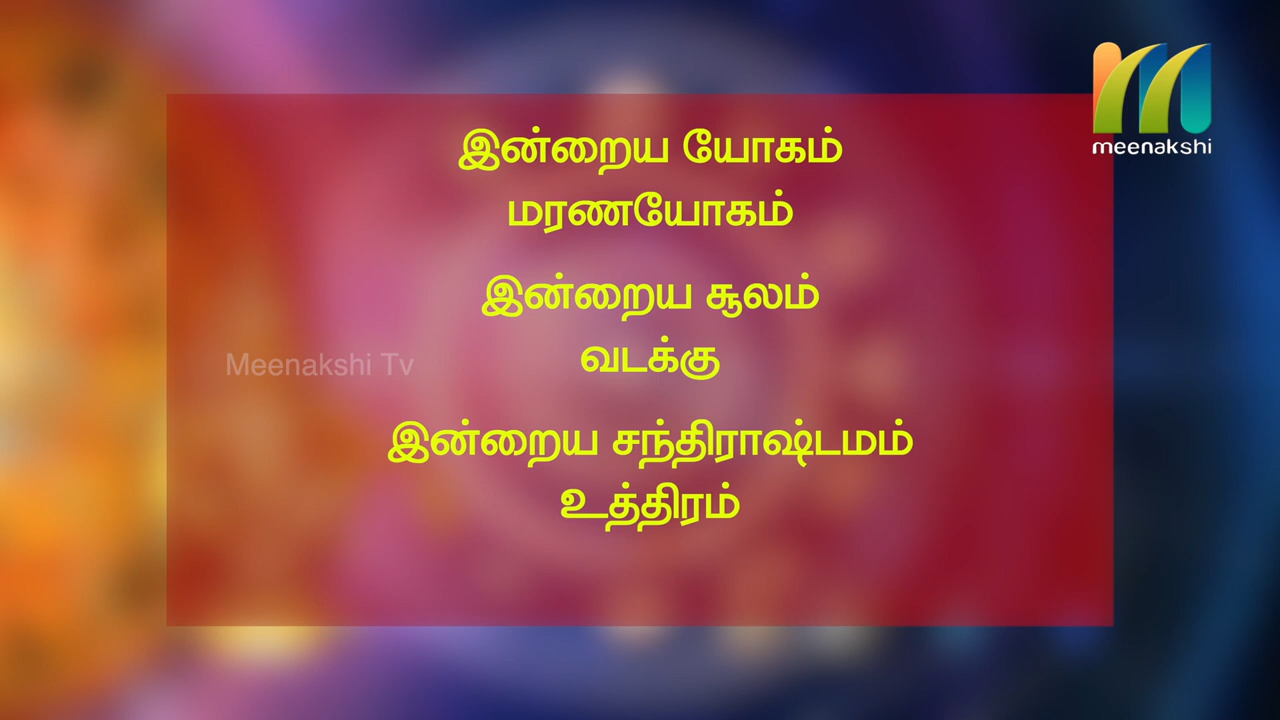 meenakshi
இன்றைய யோகம்
மரணயோகம்
இன்றைய சூலம்
வடக்கு
Meenakshi Tv
இன்றைய சந்திராஷ்டமம்
உத்திரம்